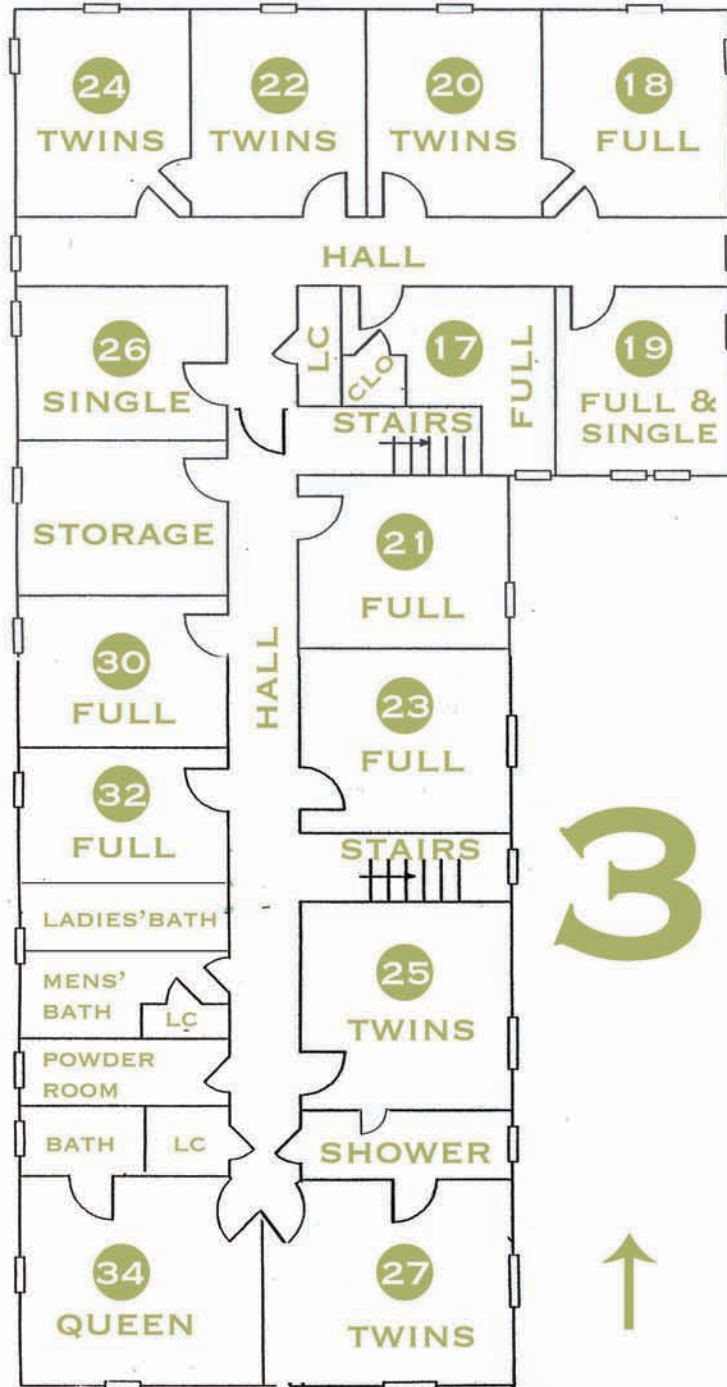 24
TWINS
22
TWINS
20
TWINS
18
FULL
HALL
26
SINGLE
LC
CLO
17
FULL
19
FULL &
SINGLE
STAIRS
STORAGE
21
FULL
HALL
30
FULL
23
FULL
32
FULL
STAIRS
3
LADIES'BATH
MENS'
BATH
LC
25
TWINS
POWDER
ROOM
BATH
LC
SHOWER
34
QUEEN
27
TWINS